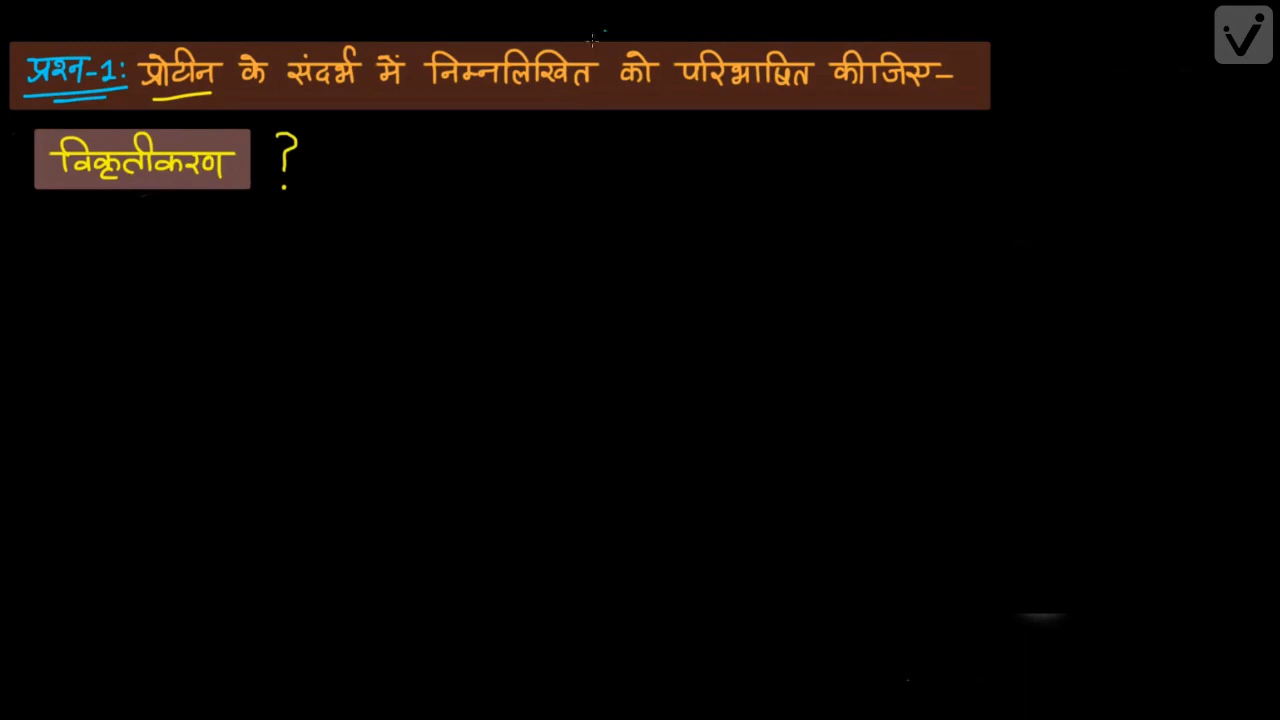 प्रश्न-1: प्रोटीन के संदर्भ में निम्नलिखित को परिभाषित कीजिए-
विकृतीकरण ?